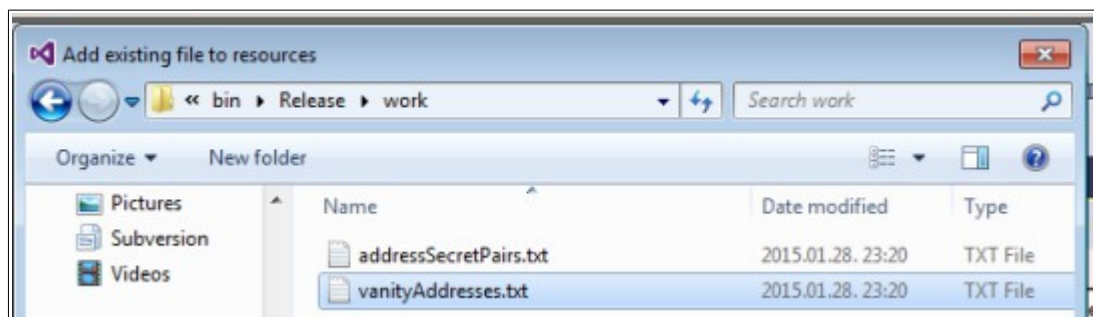 Add existing file to resources
« bin ▸ Release ▸ work
Search work
Organize ▾ New folder
Pictures
Subversion
Videos
Name Date modified Type
addressSecretPairs.txt 2015.01.28. 23:20 TXT File
vanityAddresses.txt 2015.01.28. 23:20 TXT File